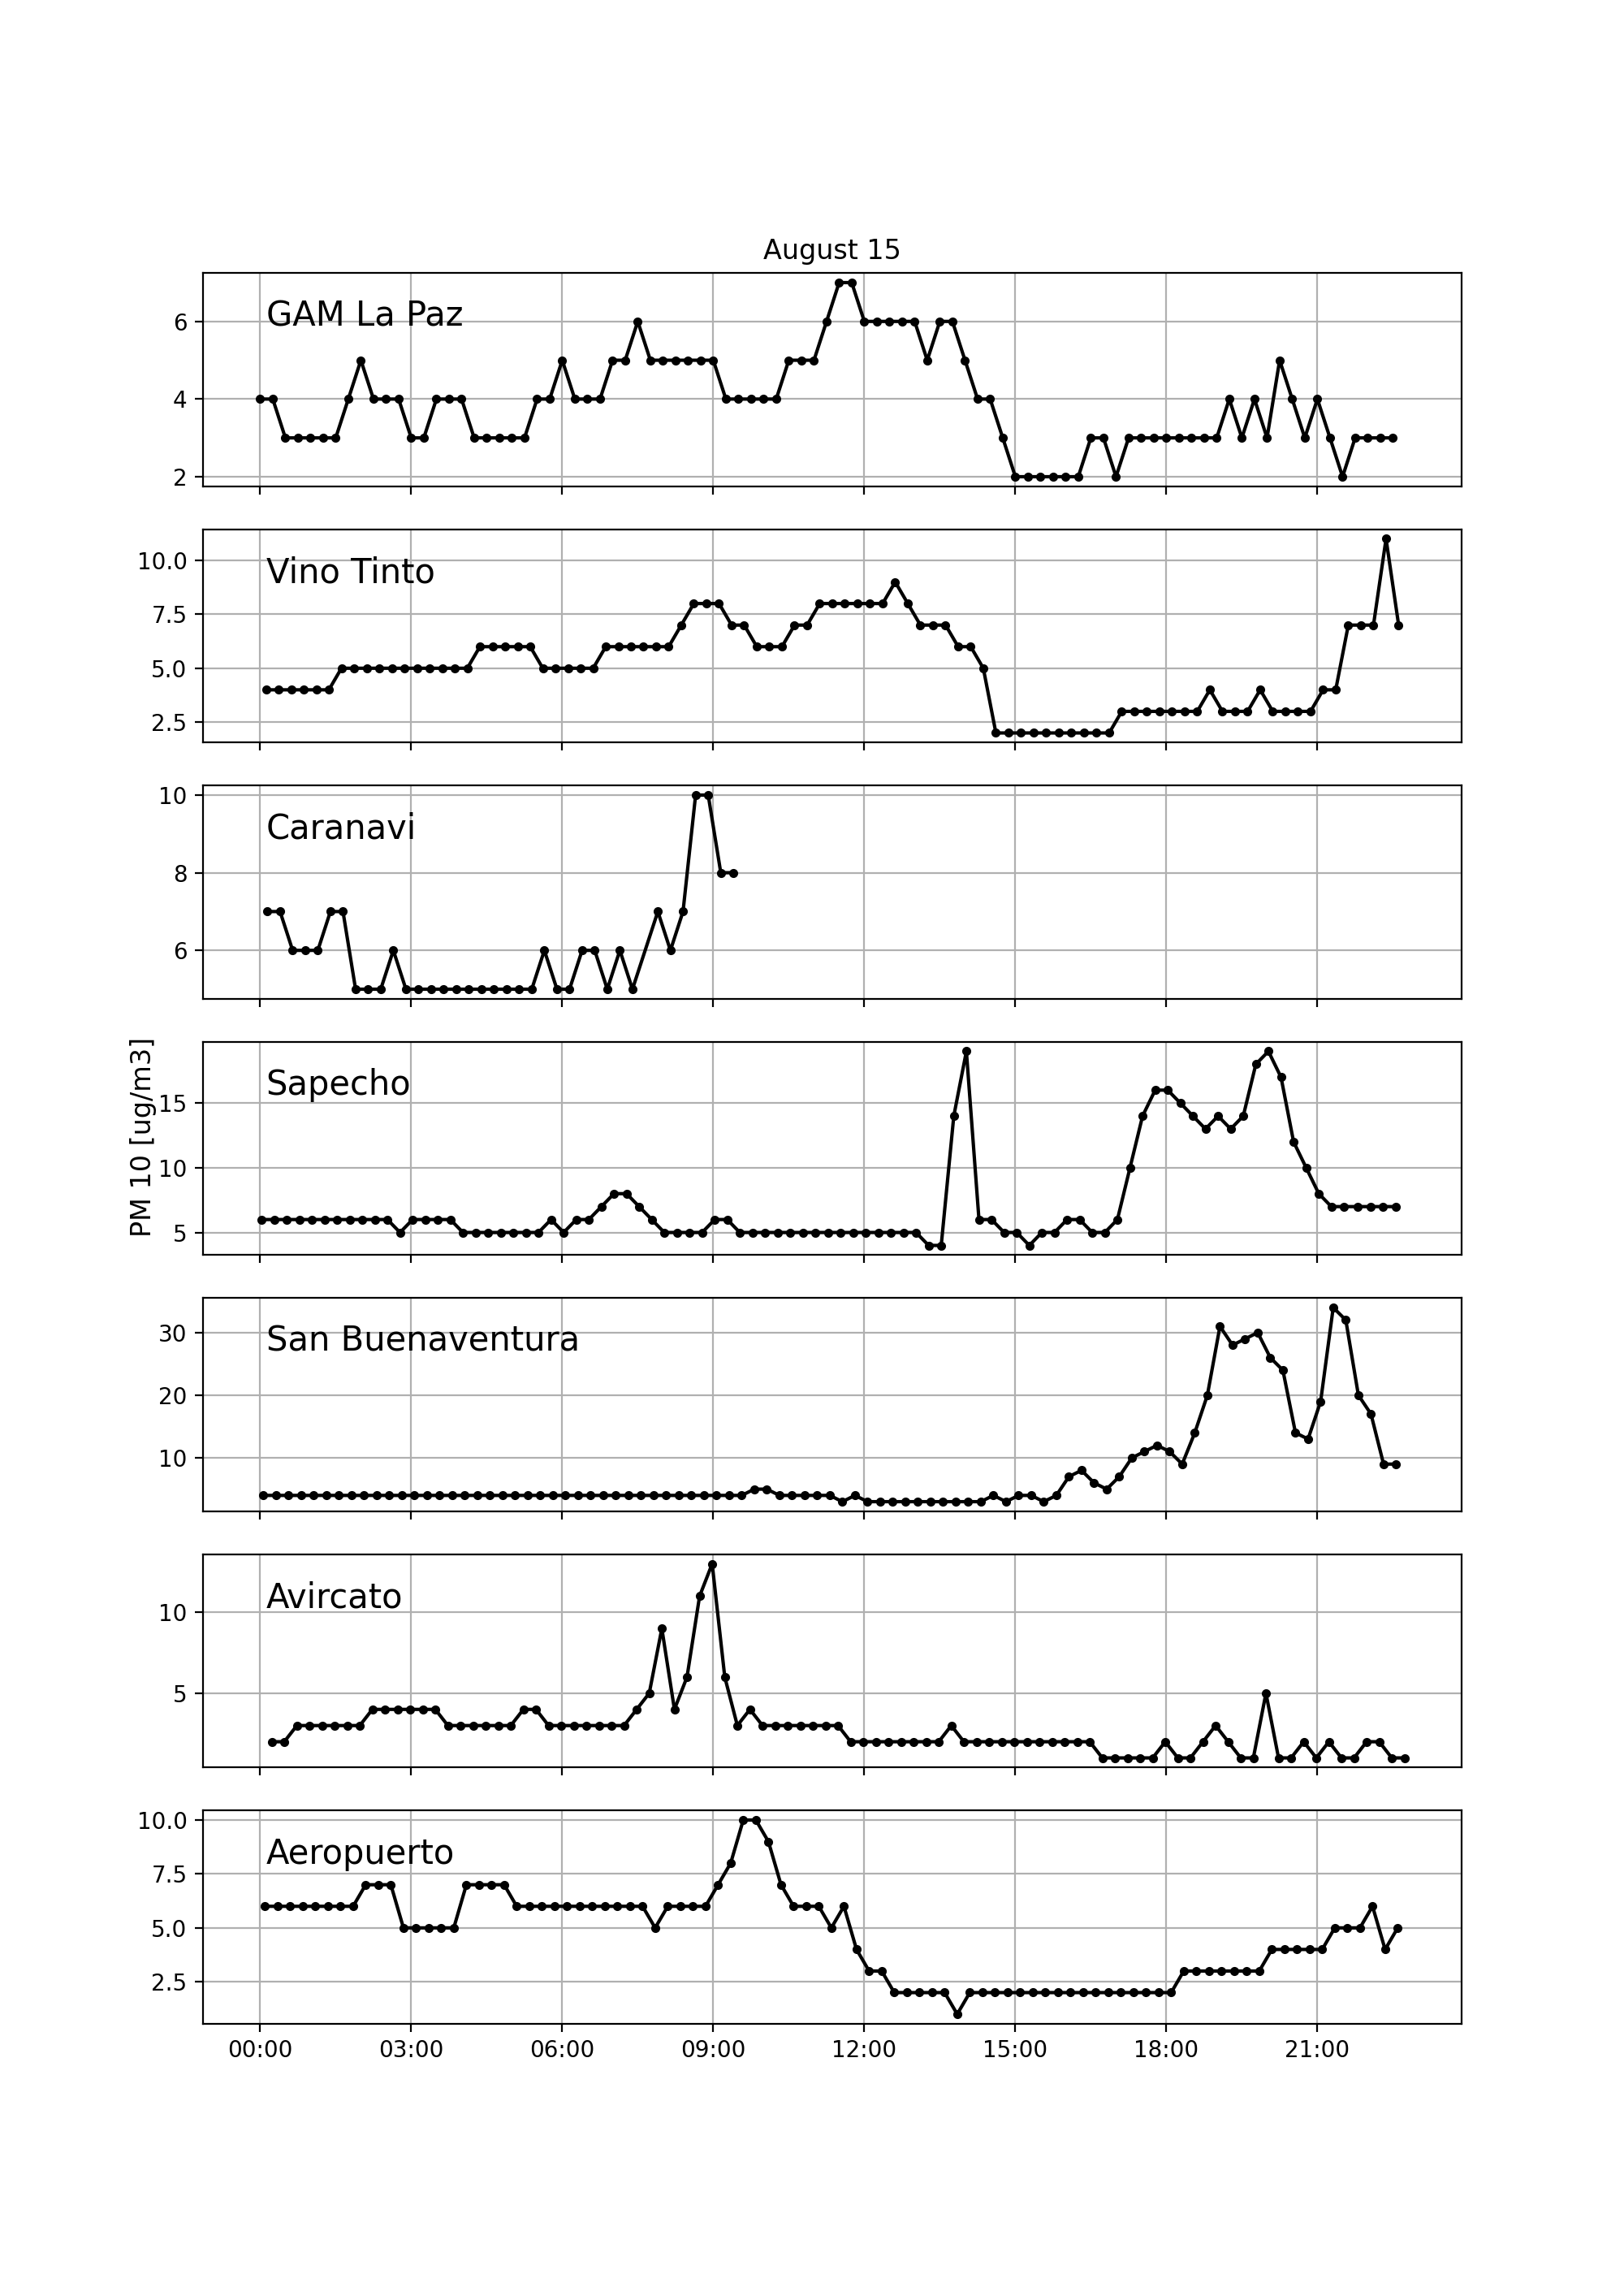 August 15
GAM La Paz
6
4
2
Vino Tinto
10.0
7.5
5.0
2.5
Caranavi
10
8
6
PM 10 [ug/m3]
Sapecho
15
10
5
San Buenaventura
30
20
10
Avircato
10
5
Aeropuerto
10.0
7.5
5.0
2.5
00:00 03:00 06:00 09:00 12:00 15:00 18:00 21:00